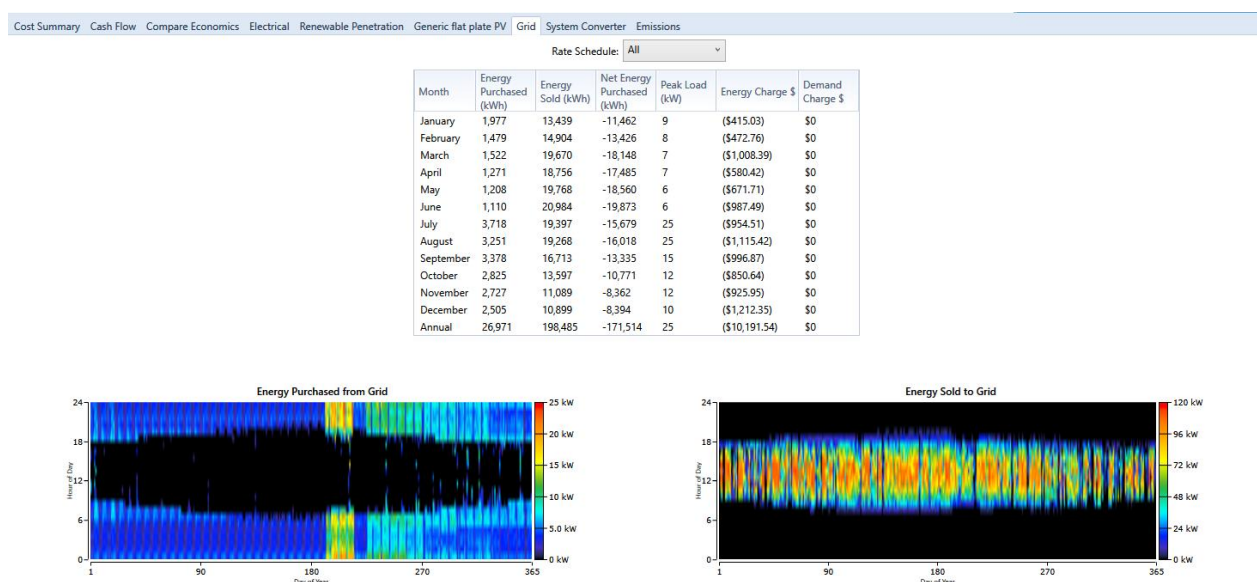 Cost Summary Cash Flow Compare Economics Electrical Renewable Penetration Generic flat plate PV Grid System Converter Emissions
Rate Schedule: All
Month Energy Purchased (kWh) Energy Sold (kWh) Net Energy Purchased (kWh) Peak Load (kW) Energy Charge $ Demand Charge $
January 1,977 13,439 -11,462 9 ($415.03) $0
February 1,479 14,904 -13,426 8 ($472.76) $0
March 1,522 19,670 -18,148 7 ($1,008.39) $0
April 1,271 18,756 -17,485 7 ($580.42) $0
May 1,208 19,768 -18,560 6 ($671.71) $0
June 1,110 20,984 -19,873 6 ($987.49) $0
July 3,718 19,397 -15,679 25 ($954.51) $0
August 3,251 19,268 -16,018 25 ($1,115.42) $0
September 3,378 16,713 -13,335 15 ($996.87) $0
October 2,825 13,597 -10,771 12 ($850.64) $0
November 2,727 11,089 -8,362 12 ($925.95) $0
December 2,505 10,899 -8,394 10 ($1,212.35) $0
Annual 26,971 198,485 -171,514 25 ($10,191.54) $0
Energy Purchased from Grid
24
18
12
6
0
Hour of Day
1 90 180 270 365
Day of Year
25 kW
20 kW
15 kW
10 kW
5.0 kW
0 kW
Energy Sold to Grid
24
18
12
6
0
Hour of Day
1 90 180 270 365
Day of Year
120 kW
96 kW
72 kW
48 kW
24 kW
0 kW